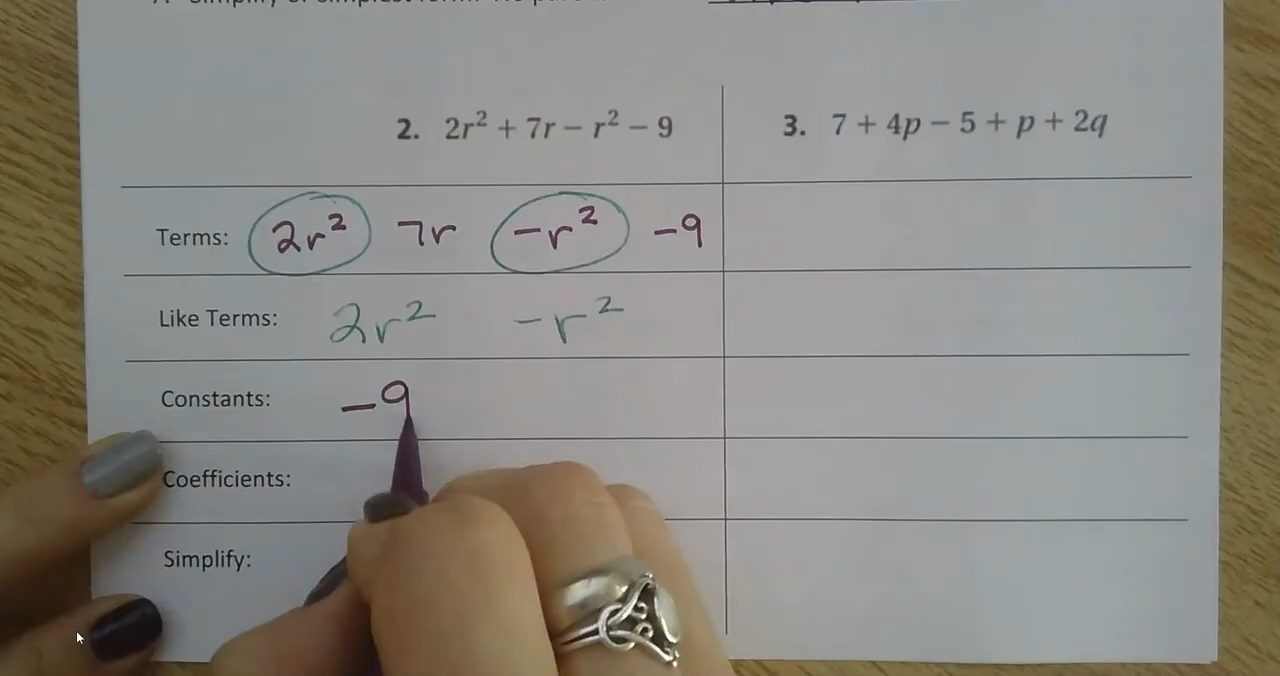 2. 2r² + 7r − r² − 9
3. 7 + 4p − 5 + p + 2q
Terms: 2r² 7r -r² -9
Like Terms: 2r² -r²
Constants: -9
Coefficients:
Simplify: